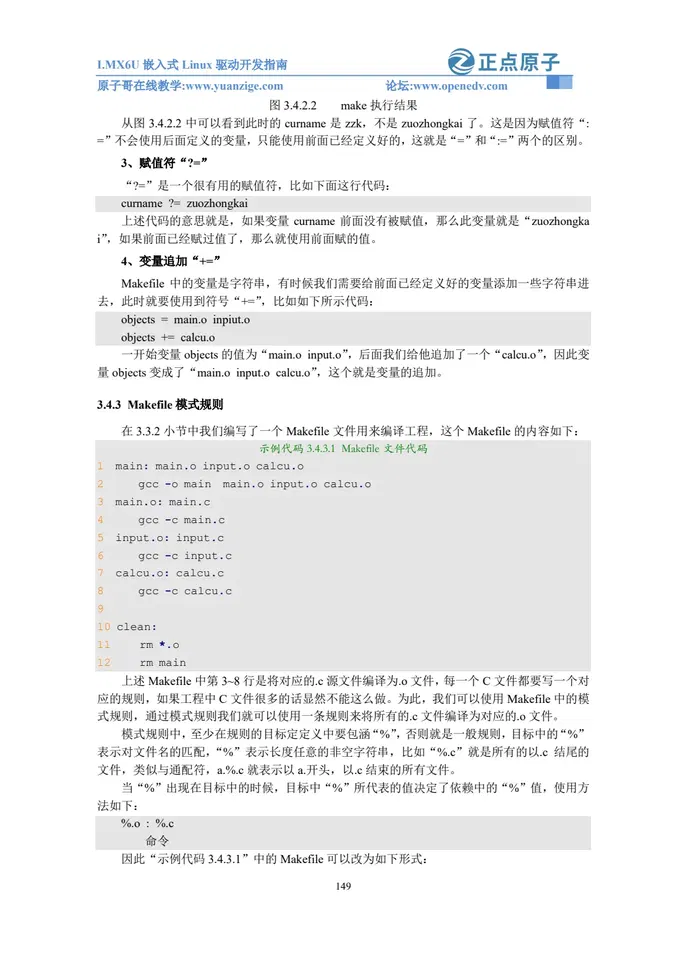 I.MX6U 嵌入式 Linux 驱动开发指南
正点原子
原子哥在线教学:www.yuanzige.com 论坛:www.openedv.com
图 3.4.2.2 make 执行结果
从图 3.4.2.2 中可以看到此时的 curname 是 zzk，不是 zuozhongkai 了。这是因为赋值符“:
=”不会使用后面定义的变量，只能使用前面已经定义好的，这就是“=”和“:=”两个的区别。
3、赋值符“?=”
“?=”是一个很有用的赋值符，比如下面这行代码：
curname ?= zuozhongkai
上述代码的意思就是，如果变量 curname 前面没有被赋值，那么此变量就是“zuozhongka
i”，如果前面已经赋过值了，那么就使用前面赋的值。
4、变量追加“+=”
Makefile 中的变量是字符串，有时候我们需要给前面已经定义好的变量添加一些字符串进
去，此时就要使用到符号“+=”，比如如下所示代码：
objects = main.o inpiut.o
objects += calcu.o
一开始变量 objects 的值为“main.o input.o”，后面我们给他追加了一个“calcu.o”，因此变
量 objects 变成了“main.o input.o calcu.o”，这个就是变量的追加。
3.4.3 Makefile 模式规则
在 3.3.2 小节中我们编写了一个 Makefile 文件用来编译工程，这个 Makefile 的内容如下：
示例代码 3.4.3.1 Makefile 文件代码
1 main: main.o input.o calcu.o
2 gcc -o main main.o input.o calcu.o
3 main.o: main.c
4 gcc -c main.c
5 input.o: input.c
6 gcc -c input.c
7 calcu.o: calcu.c
8 gcc -c calcu.c
9
10 clean:
11 rm *.o
12 rm main
上述 Makefile 中第 3~8 行是将对应的.c 源文件编译为.o 文件，每一个 C 文件都要写一个对
应的规则，如果工程中 C 文件很多的话显然不能这么做。为此，我们可以使用 Makefile 中的模
式规则，通过模式规则我们就可以使用一条规则来将所有的.c 文件编译为对应的.o 文件。
模式规则中，至少在规则的目标定定义中要包涵“%”，否则就是一般规则，目标中的“%”
表示对文件名的匹配，“%”表示长度任意的非空字符串，比如“%.c”就是所有的以.c 结尾的
文件，类似与通配符，a.%.c 就表示以 a.开头，以.c 结束的所有文件。
当“%”出现在目标中的时候，目标中“%”所代表的值决定了依赖中的“%”值，使用方
法如下：
%.o : %.c
命令
因此“示例代码 3.4.3.1”中的 Makefile 可以改为如下形式：
149